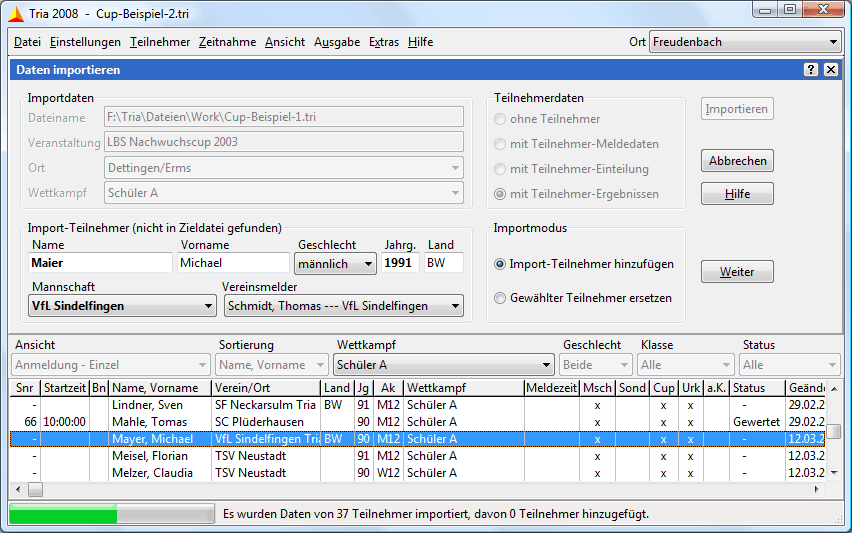 Tria 2008 - Cup-Beispiel-2.tri
Datei Einstellungen Teilnehmer Zeitnahme Ansicht Ausgabe Extras Hilfe Ort Freudenbach
Daten importieren
Importdaten
Dateiname F:\Tria\Dateien\Work\Cup-Beispiel-1.tri
Veranstaltung LBS Nachwuchscup 2003
Ort Dettingen/Erms
Wettkampf Schüler A
Teilnehmerdaten
ohne Teilnehmer
mit Teilnehmer-Meldedaten
mit Teilnehmer-Einteilung
mit Teilnehmer-Ergebnissen
Importieren
Abbrechen
Hilfe
Import-Teilnehmer (nicht in Zieldatei gefunden)
Name Vorname Geschlecht Jahrg. Land
Maier Michael männlich 1991 BW
Mannschaft Vereinsmelder
VfL Sindelfingen Schmidt, Thomas --- VfL Sindelfingen
Importmodus
Import-Teilnehmer hinzufügen
Gewählter Teilnehmer ersetzen
Weiter
Ansicht Sortierung Wettkampf Geschlecht Klasse Status
Anmeldung - Einzel Name, Vorname Schüler A Beide Alle Alle
Snr Startzeit Bn Name, Vorname Verein/Ort Land Jg Ak Wettkampf Meldezeit Msch Sond Cup Urk a.K. Status Geände
- Lindner, Sven SF Neckarsulm Tria BW 91 M12 Schüler A x x x - 29.02.2
66 10:00:00 Mahle, Tomas SC Plüderhausen 90 M12 Schüler A x x x Gewertet 29.02.2
- Mayer, Michael VfL Sindelfingen Tria BW 90 M12 Schüler A x x x - 12.03.2
- Meisel, Florian TSV Neustadt 91 M12 Schüler A x x x - 12.03.2
- Melzer, Claudia TSV Neustadt 90 W12 Schüler A x x x - 12.03.2
Es wurden Daten von 37 Teilnehmer importiert, davon 0 Teilnehmer hinzugefügt.